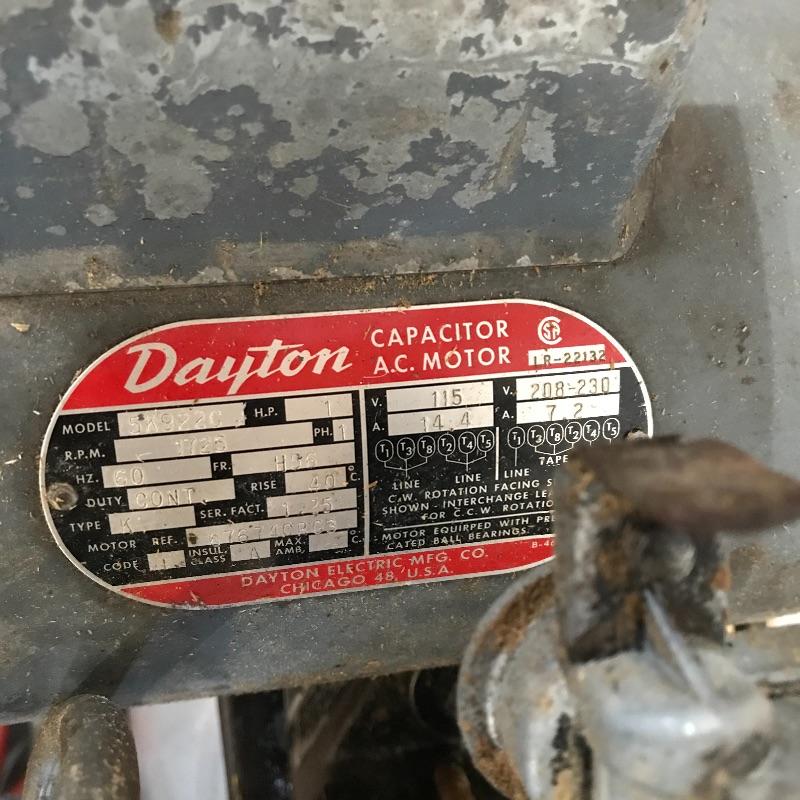 Dayton
CAPACITOR
A.C. MOTOR
LR-22132
MODEL 5K922C H.P. 1
R.P.M. 1725 PH. 1
HZ. 60 FR. H56
DUTY CONT. RISE 40 °C.
TYPE K SER. FACT. 1.25
MOTOR REF.
CODE INSUL. CLASS A MAX. AMB. °C.
V. 115 V. 208-230
A. 14.4 A. 7.2
T1 T3 T8 T2 T4 T5 T1 T3 T8 T2 T4 T5
LINE LINE LINE TAPE
C.W. ROTATION FACING
SHOWN - INTERCHANGE
FOR C.C.W. ROTATIO
MOTOR EQUIPPED WITH PRE
CATED BALL BEARINGS.
DAYTON ELECTRIC MFG. CO.
CHICAGO 48, U.S.A.